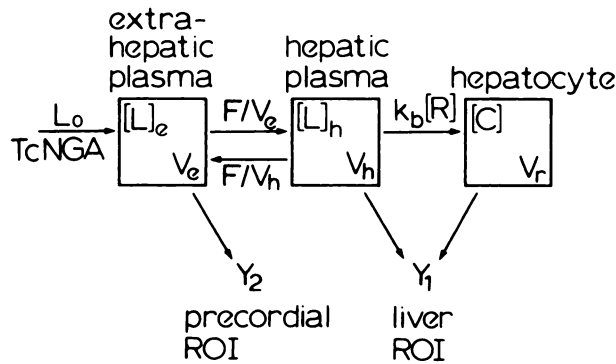 extra-
hepatic
plasma
hepatic
plasma
hepatocyte
L₀
TcNGA
[L]ₑ
Vₑ
F/Vₑ
F/Vₕ
[L]ₕ
Vₕ
k_b[R]
[C]
Vᵣ
Y₂
Y₁
precordial
ROI
liver
ROI